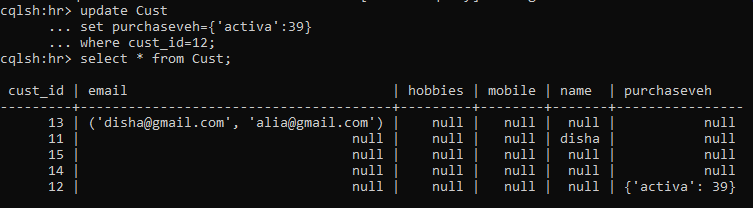 cqlsh:hr> update Cust
      ... set purchaseveh={'activa':39}
      ... where cust_id=12;
cqlsh:hr> select * from Cust;
 cust_id | email                                 | hobbies | mobile | name  | purchaseveh
---------+---------------------------------------+---------+--------+-------+----------------
      13 | ('disha@gmail.com', 'alia@gmail.com') |    null |   null |  null |           null
      11 |                                  null |    null |   null | disha |           null
      15 |                                  null |    null |   null |  null |           null
      14 |                                  null |    null |   null |  null |           null
      12 |                                  null |    null |   null |  null | {'activa': 39}